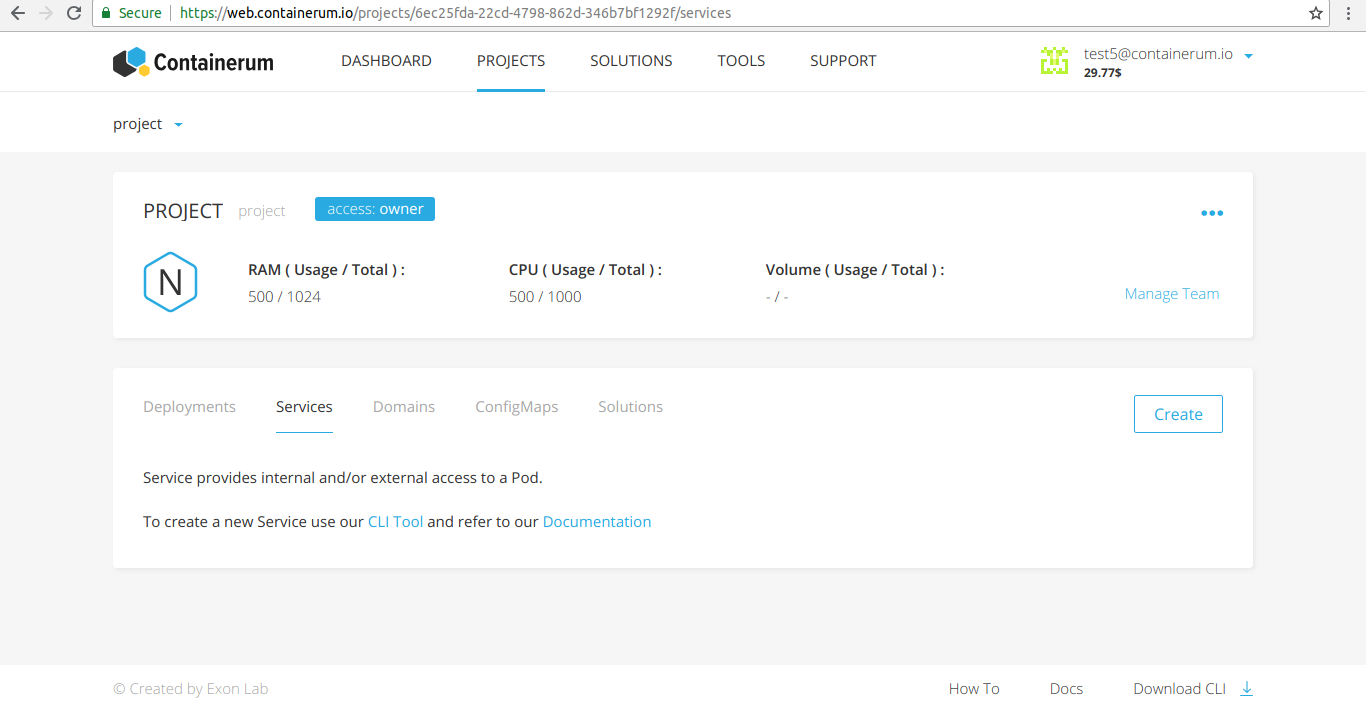 Secure https://web.containerum.io/projects/6ec25fda-22cd-4798-862d-346b7bf1292f/services
Containerum DASHBOARD PROJECTS SOLUTIONS TOOLS SUPPORT test5@containerum.io
29.77$
project
PROJECT project access: owner
N
RAM ( Usage / Total ) : CPU ( Usage / Total ) : Volume ( Usage / Total ) :
500 / 1024 500 / 1000 - / -
Manage Team
Deployments Services Domains ConfigMaps Solutions Create
Service provides internal and/or external access to a Pod.
To create a new Service use our CLI Tool and refer to our Documentation
© Created by Exon Lab How To Docs Download CLI